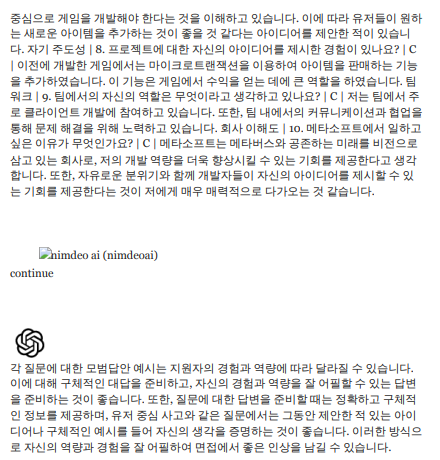 중심으로 게임을 개발해야 한다는 것을 이해하고 있습니다. 이에 따라 유저들이 원하
는 새로운 아이템을 추가하는 것이 좋을 것 같다는 아이디어를 제안한 적이 있습니
다. 자기 주도성 | 8. 프로젝트에 대한 자신의 아이디어를 제시한 경험이 있나요? | C
| 이전에 개발한 게임에서는 마이크로트랜잭션을 이용하여 아이템을 판매하는 기능
을 추가하였습니다. 이 기능은 게임에서 수익을 얻는 데에 큰 역할을 하였습니다. 팀
워크 | 9. 팀에서의 자신의 역할은 무엇이라고 생각하고 있나요? | C | 저는 팀에서 주
로 클라이언트 개발에 참여하고 있습니다. 또한, 팀 내에서의 커뮤니케이션과 협업을
통해 문제 해결을 위해 노력하고 있습니다. 회사 이해도 | 10. 메타소프트에서 일하고
싶은 이유가 무엇인가요? | C | 메타소프트는 메타버스와 공존하는 미래를 비전으로
삼고 있는 회사로, 저의 개발 역량을 더욱 향상시킬 수 있는 기회를 제공한다고 생각
합니다. 또한, 자유로운 분위기와 함께 개발자들이 자신의 아이디어를 제시할 수 있
는 기회를 제공한다는 것이 저에게 매우 매력적으로 다가오는 것 같습니다.
nimdeo ai (nimdeoai)
continue
각 질문에 대한 모범답안 예시는 지원자의 경험과 역량에 따라 달라질 수 있습니다.
이에 대해 구체적인 대답을 준비하고, 자신의 경험과 역량을 잘 어필할 수 있는 답변
을 준비하는 것이 좋습니다. 또한, 질문에 대한 답변을 준비할 때는 정확하고 구체적
인 정보를 제공하며, 유저 중심 사고와 같은 질문에서는 그동안 제안한 적 있는 아이
디어나 구체적인 예시를 들어 자신의 생각을 증명하는 것이 좋습니다. 이러한 방식으
로 자신의 역량과 경험을 잘 어필하여 면접에서 좋은 인상을 남길 수 있습니다.